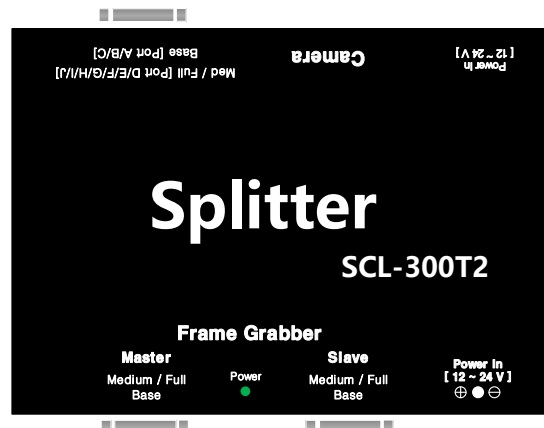 Base [Port A/B/C]
Med / Full [Port D/E/F/G/H/I/J]
Camera
Power In
[ 12 ~ 24 V ]
Splitter
SCL-300T2
Frame Grabber
Master
Medium / Full
Base
Power
Slave
Medium / Full
Base
Power In
[ 12 ~ 24 V ]